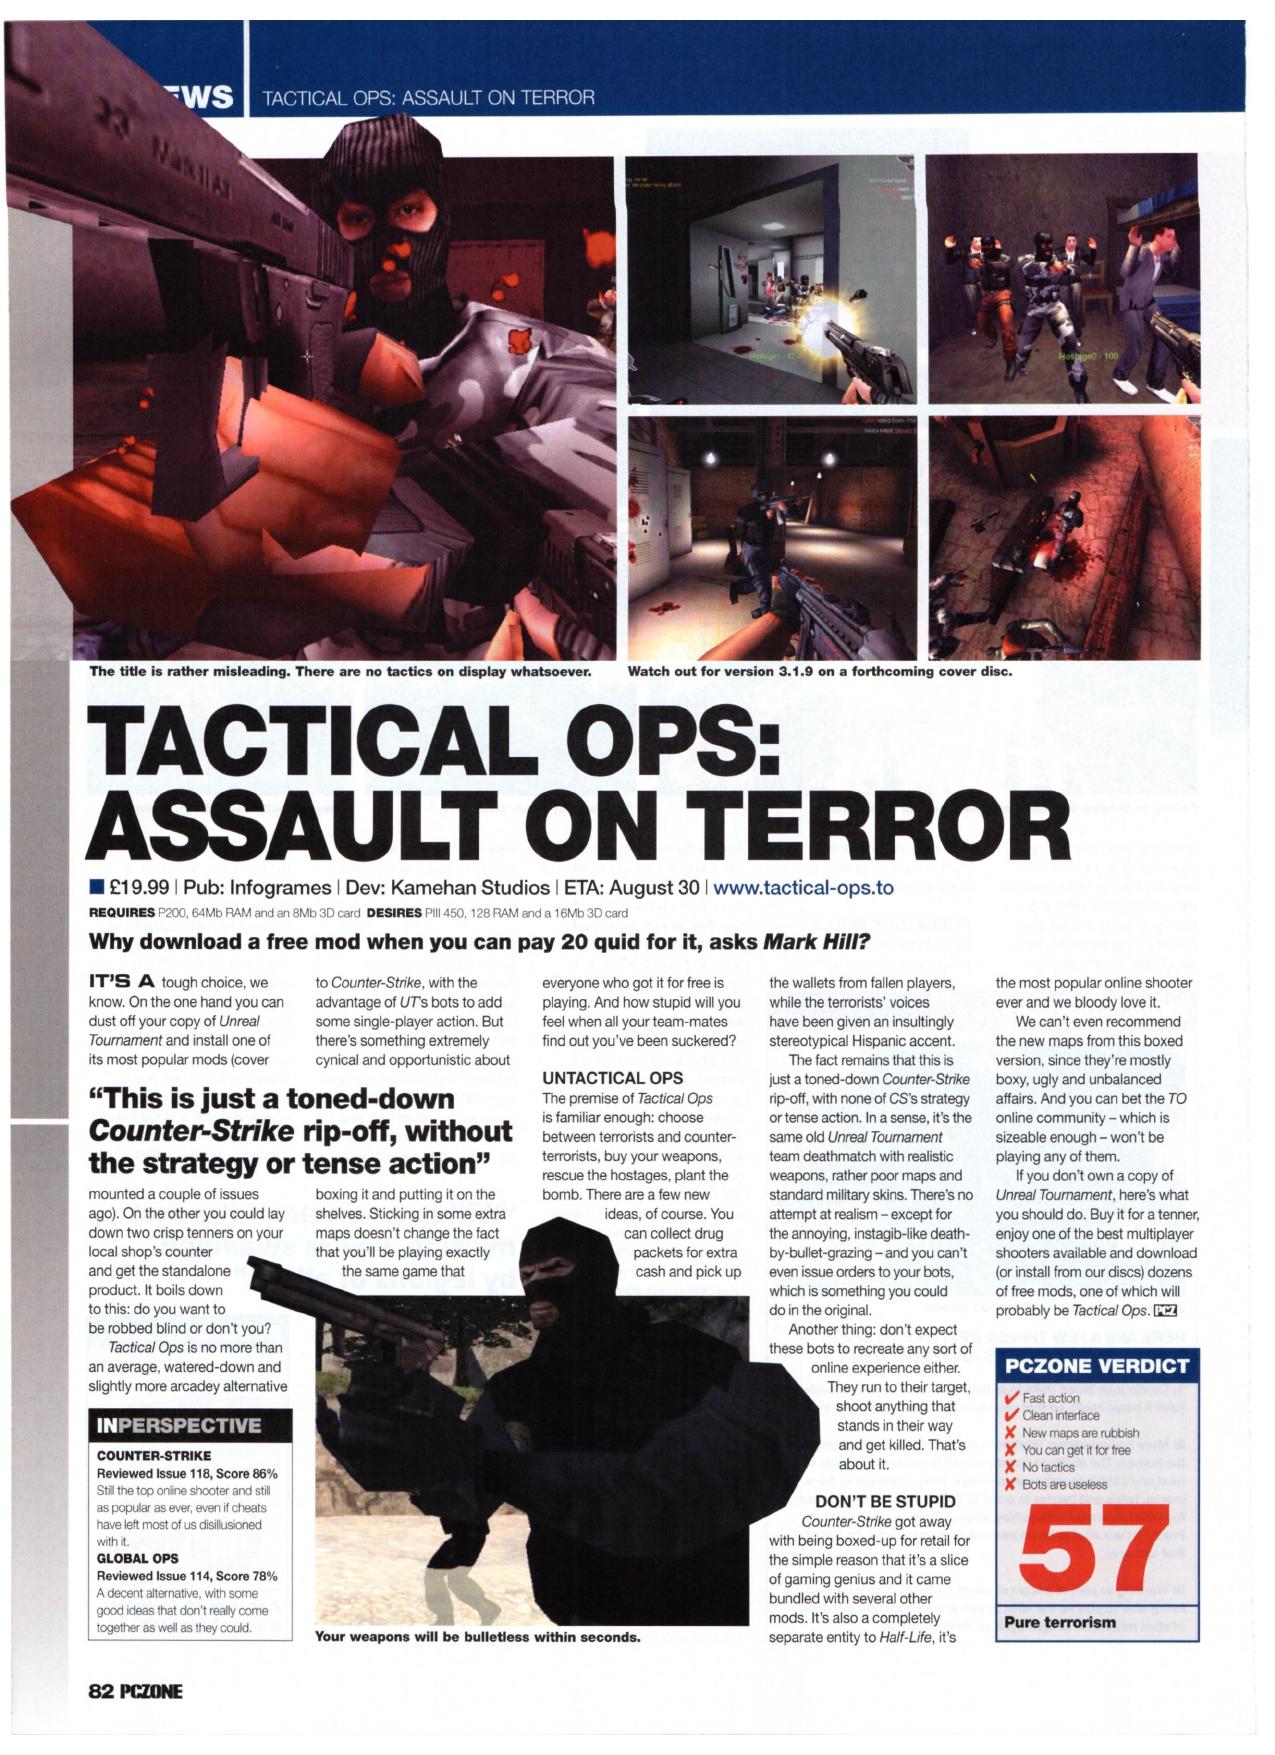 TACTICAL OPS: ASSAULT ON TERROR
Hostage0 - 100
The title is rather misleading. There are no tactics on display whatsoever.
Watch out for version 3.1.9 on a forthcoming cover disc.
TACTICAL OPS:
ASSAULT ON TERROR
£19.99 | Pub: Infogrames | Dev: Kamehan Studios | ETA: August 30 | www.tactical-ops.to
REQUIRES P200, 64Mb RAM and an 8Mb 3D card DESIRES PIII 450, 128 RAM and a 16Mb 3D card
Why download a free mod when you can pay 20 quid for it, asks Mark Hill?
IT'S A tough choice, we
know. On the one hand you can
dust off your copy of Unreal
Tournament and install one of
its most popular mods (cover
"This is just a toned-down
Counter-Strike rip-off, without
the strategy or tense action"
mounted a couple of issues
ago). On the other you could lay
down two crisp tenners on your
local shop's counter
and get the standalone
product. It boils down
to this: do you want to
be robbed blind or don't you?
Tactical Ops is no more than
an average, watered-down and
slightly more arcadey alternative
to Counter-Strike, with the
advantage of UT's bots to add
some single-player action. But
there's something extremely
cynical and opportunistic about
boxing it and putting it on the
shelves. Sticking in some extra
maps doesn't change the fact
that you'll be playing exactly
the same game that
everyone who got it for free is
playing. And how stupid will you
feel when all your team-mates
find out you've been suckered?
UNTACTICAL OPS
The premise of Tactical Ops
is familiar enough: choose
between terrorists and counter-
terrorists, buy your weapons,
rescue the hostages, plant the
bomb. There are a few new
ideas, of course. You
can collect drug
packets for extra
cash and pick up
the wallets from fallen players,
while the terrorists' voices
have been given an insultingly
stereotypical Hispanic accent.
The fact remains that this is
just a toned-down Counter-Strike
rip-off, with none of CS's strategy
or tense action. In a sense, it's the
same old Unreal Tournament
team deathmatch with realistic
weapons, rather poor maps and
standard military skins. There's no
attempt at realism – except for
the annoying, instagib-like death-
by-bullet-grazing – and you can't
even issue orders to your bots,
which is something you could
do in the original.
Another thing: don't expect
these bots to recreate any sort of
online experience either.
They run to their target,
shoot anything that
stands in their way
and get killed. That's
about it.
DON'T BE STUPID
Counter-Strike got away
with being boxed-up for retail for
the simple reason that it's a slice
of gaming genius and it came
bundled with several other
mods. It's also a completely
separate entity to Half-Life, it's
the most popular online shooter
ever and we bloody love it.
We can't even recommend
the new maps from this boxed
version, since they're mostly
boxy, ugly and unbalanced
affairs. And you can bet the TO
online community – which is
sizeable enough – won't be
playing any of them.
If you don't own a copy of
Unreal Tournament, here's what
you should do. Buy it for a tenner,
enjoy one of the best multiplayer
shooters available and download
(or install from our discs) dozens
of free mods, one of which will
probably be Tactical Ops. PCZ
INPERSPECTIVE
COUNTER-STRIKE
Reviewed Issue 118, Score 86%
Still the top online shooter and still
as popular as ever, even if cheats
have left most of us disillusioned
with it.
GLOBAL OPS
Reviewed Issue 114, Score 78%
A decent alternative, with some
good ideas that don't really come
together as well as they could.
Your weapons will be bulletless within seconds.
PCZONE VERDICT
Fast action
Clean interface
New maps are rubbish
You can get it for free
No tactics
Bots are useless
57
Pure terrorism
82 PCZONE